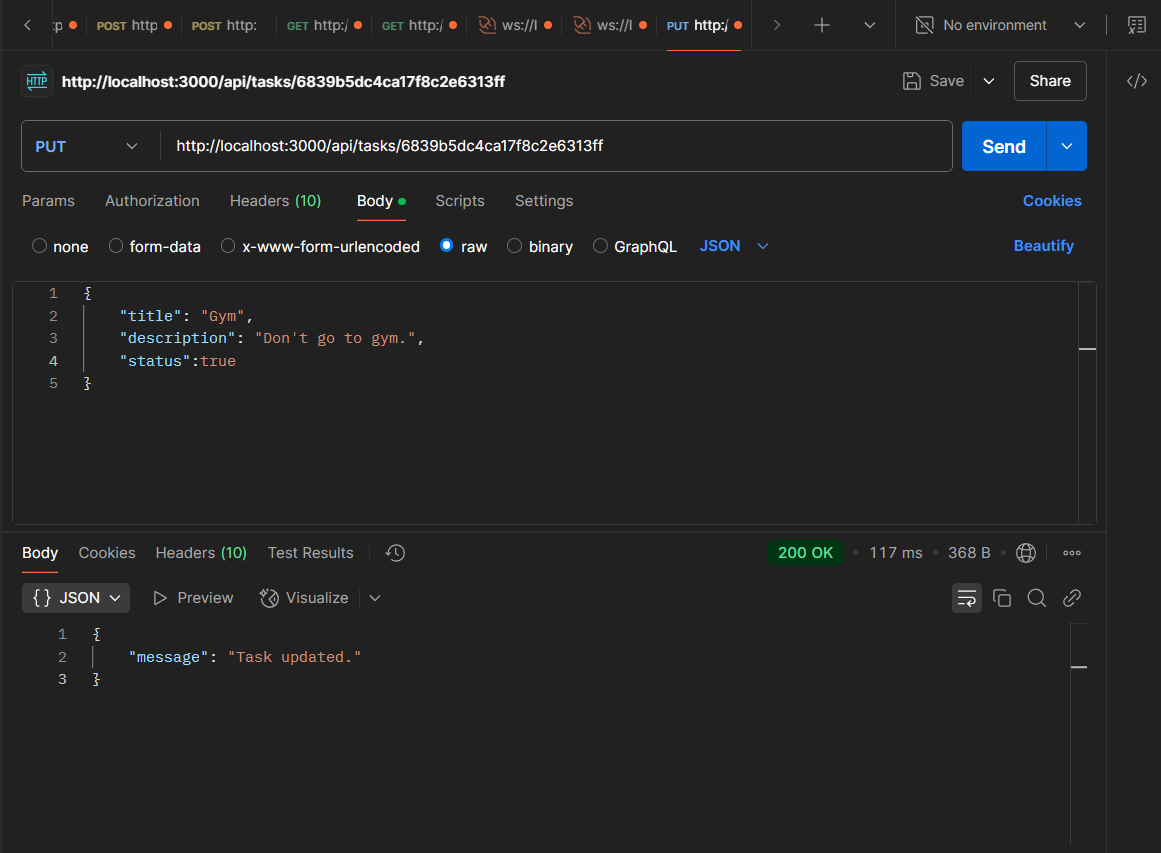 :p POST http POST http: GET http:/ GET http:/ ws://l ws://l PUT http:/ No environment
HTTP http://localhost:3000/api/tasks/6839b5dc4ca17f8c2e6313ff Save Share
PUT http://localhost:3000/api/tasks/6839b5dc4ca17f8c2e6313ff Send
Params Authorization Headers (10) Body Scripts Settings Cookies
none form-data x-www-form-urlencoded raw binary GraphQL JSON Beautify
1 {
2 "title": "Gym",
3 "description": "Don't go to gym.",
4 "status":true
5 }
Body Cookies Headers (10) Test Results 200 OK • 117 ms • 368 B •
{} JSON Preview Visualize
1 {
2 "message": "Task updated."
3 }